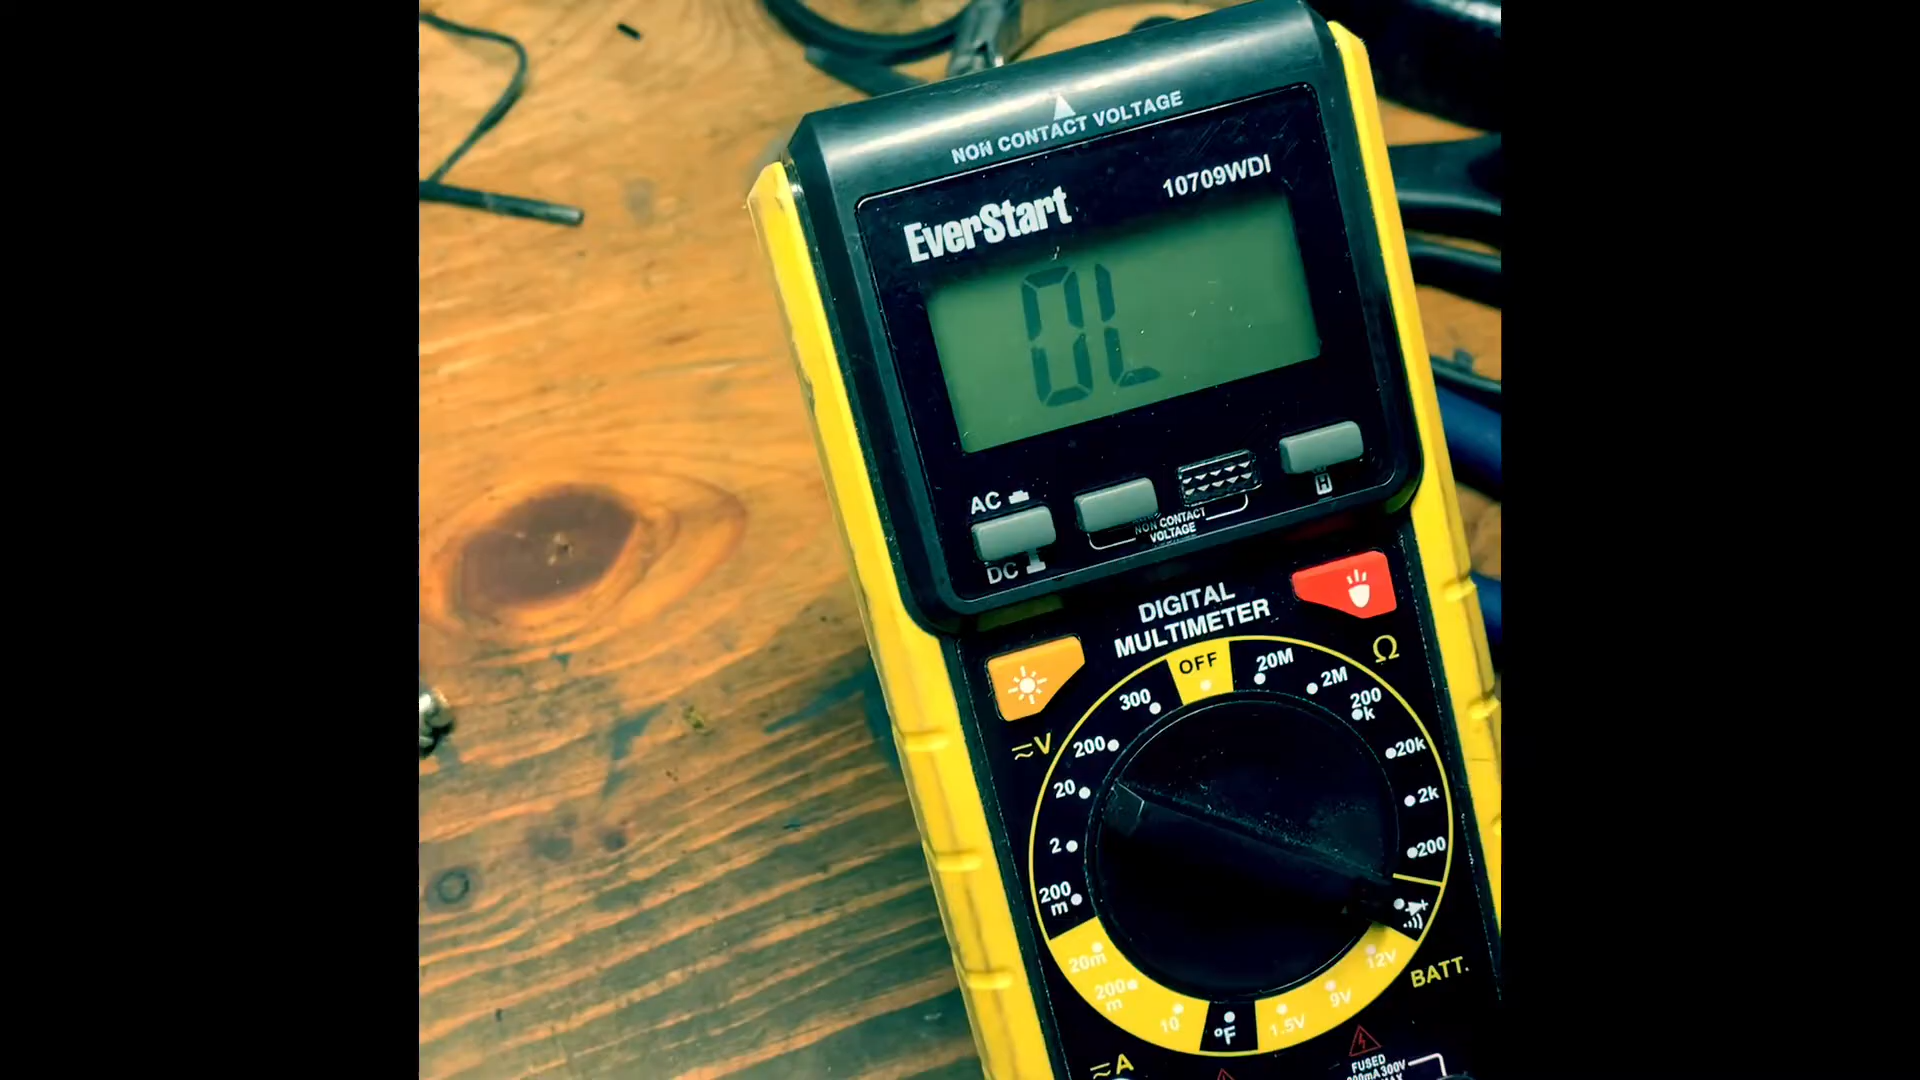 NON CONTACT VOLTAGE
EverStart
10709WDI
OL
AC
DC
NON CONTACT
VOLTAGE
H
DIGITAL
MULTIMETER
OFF
20M
2M
200
k
20k
2k
200
Ω
300
200
20
2
200
m
V
20m
200
m
10
A
°F
1.5V
9V
12V
BATT.
FUSED
300V